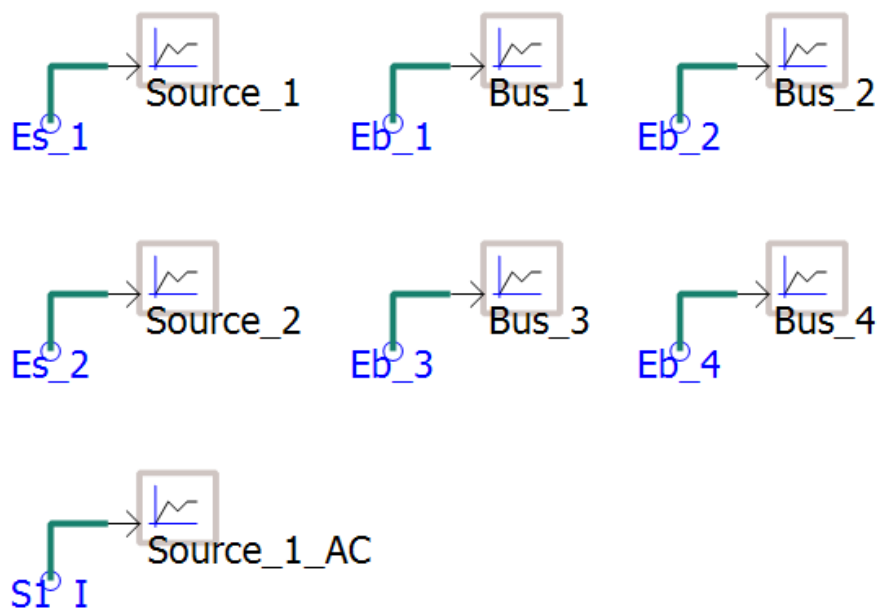 Source_1
Es_1
Bus_1
Eb_1
Bus_2
Eb_2
Source_2
Es_2
Bus_3
Eb_3
Bus_4
Eb_4
Source_1_AC
S1_I